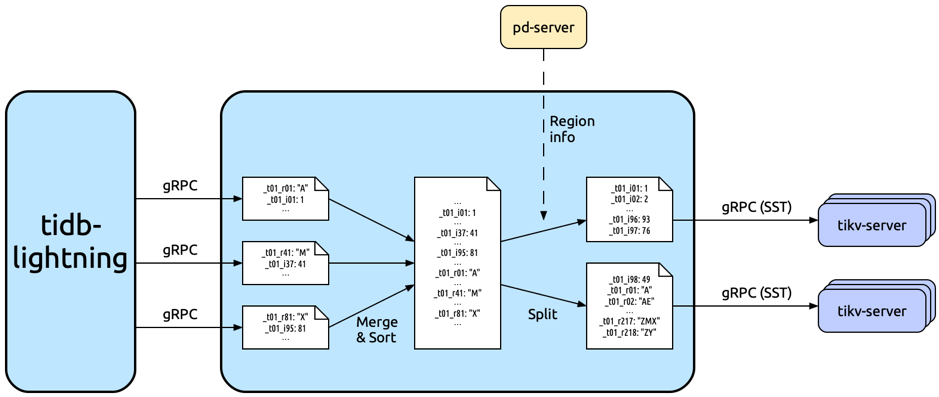 pd-server
Region
info
tidb-
lightning
gRPC
gRPC
gRPC
_t01_r01: "A"
_t01_i01: 1
...
_t01_r41: "M"
_t01_i37: 41
...
_t01_r81: "X"
_t01_i95: 81
...
Merge
& Sort
...
_t01_i01: 1
...
_t01_i37: 41
...
_t01_i95: 81
...
_t01_r01: "A"
...
_t01_r41: "M"
...
_t01_r81: "X"
...
Split
_t01_i01: 1
_t01_i02: 2
...
_t01_i96: 93
_t01_i97: 76
_t01_i98: 49
_t01_r01: "A"
_t01_r02: "AE"
...
_t01_r217: "ZMX"
_t01_r218: "ZY"
gRPC (SST)
gRPC (SST)
tikv-server
tikv-server